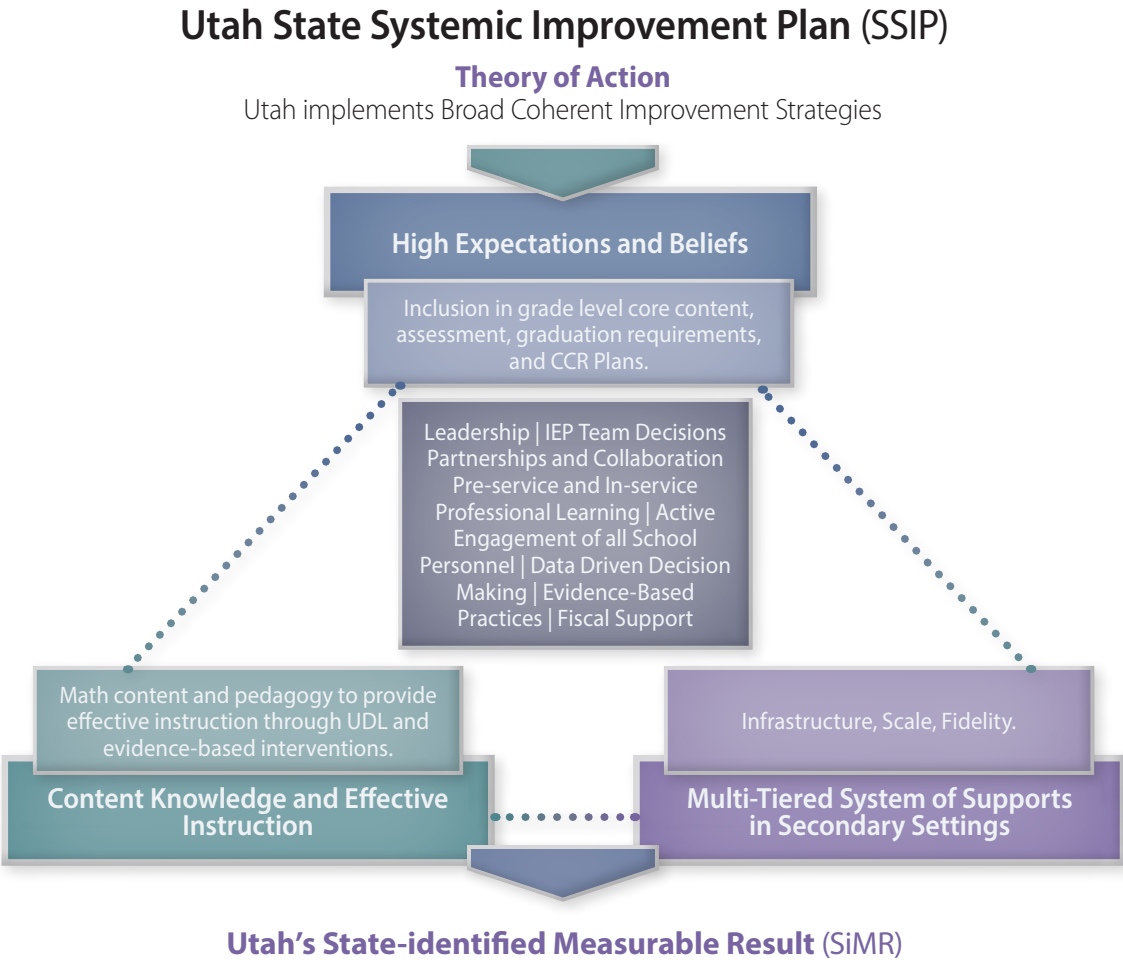 Utah State Systemic Improvement Plan (SSIP)
Theory of Action
Utah implements Broad Coherent Improvement Strategies
High Expectations and Beliefs
Inclusion in grade level core content,
assessment, graduation requirements,
and CCR Plans.
Leadership | IEP Team Decisions
Partnerships and Collaboration
Pre-service and In-service
Professional Learning | Active
Engagement of all School
Personnel | Data Driven Decision
Making | Evidence-Based
Practices | Fiscal Support
Math content and pedagogy to provide
effective instruction through UDL and
evidence-based interventions.
Content Knowledge and Effective
Instruction
Infrastructure, Scale, Fidelity.
Multi-Tiered System of Supports
in Secondary Settings
Utah's State-identified Measurable Result (SiMR)